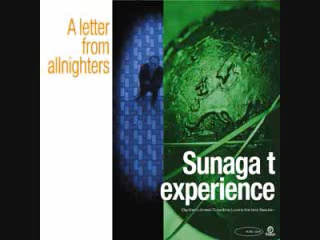 A letter
from
allnighters
Sunaga t
experience